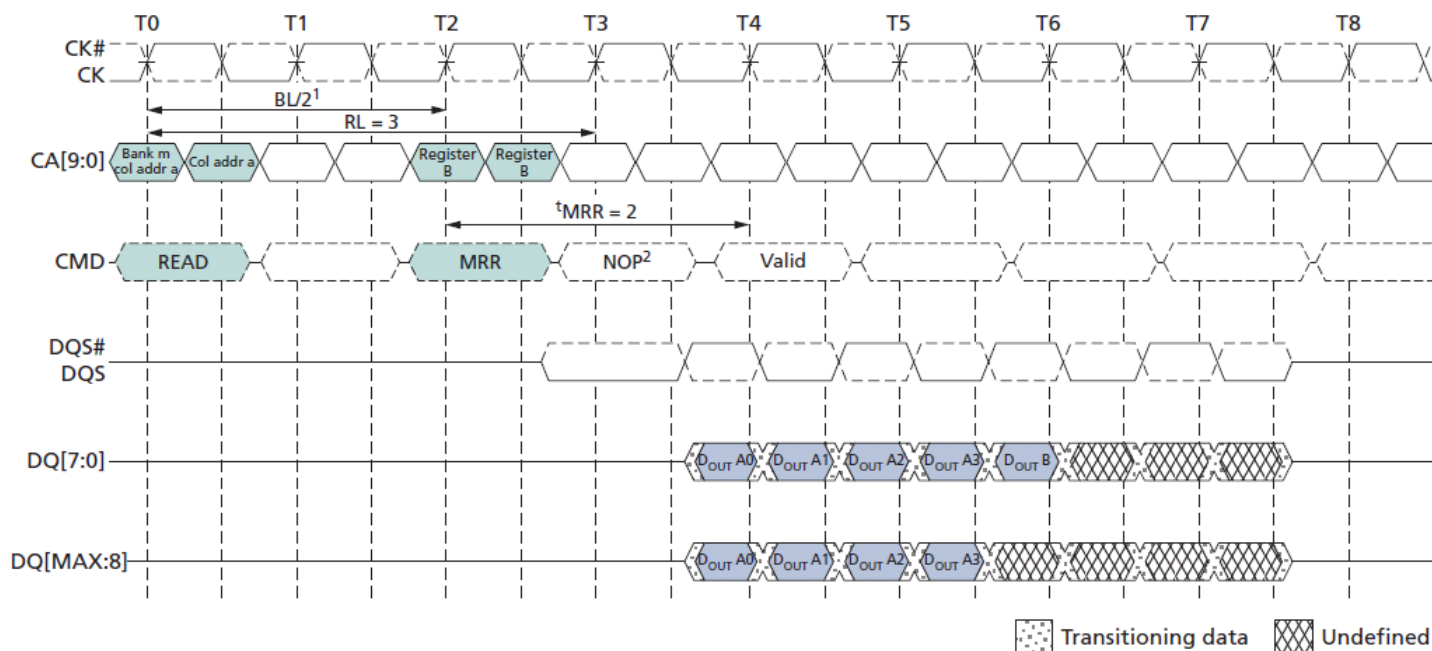 T0 T1 T2 T3 T4 T5 T6 T7 T8
CK#
CK
BL/2¹
RL = 3
CA[9:0] Bank m col addr a Col addr a Register B Register B
ᵗMRR = 2
CMD READ MRR NOP² Valid
DQS#
DQS
DQ[7:0] DOUT A0 DOUT A1 DOUT A2 DOUT A3 DOUT B
DQ[MAX:8] DOUT A0 DOUT A1 DOUT A2 DOUT A3
Transitioning data Undefined